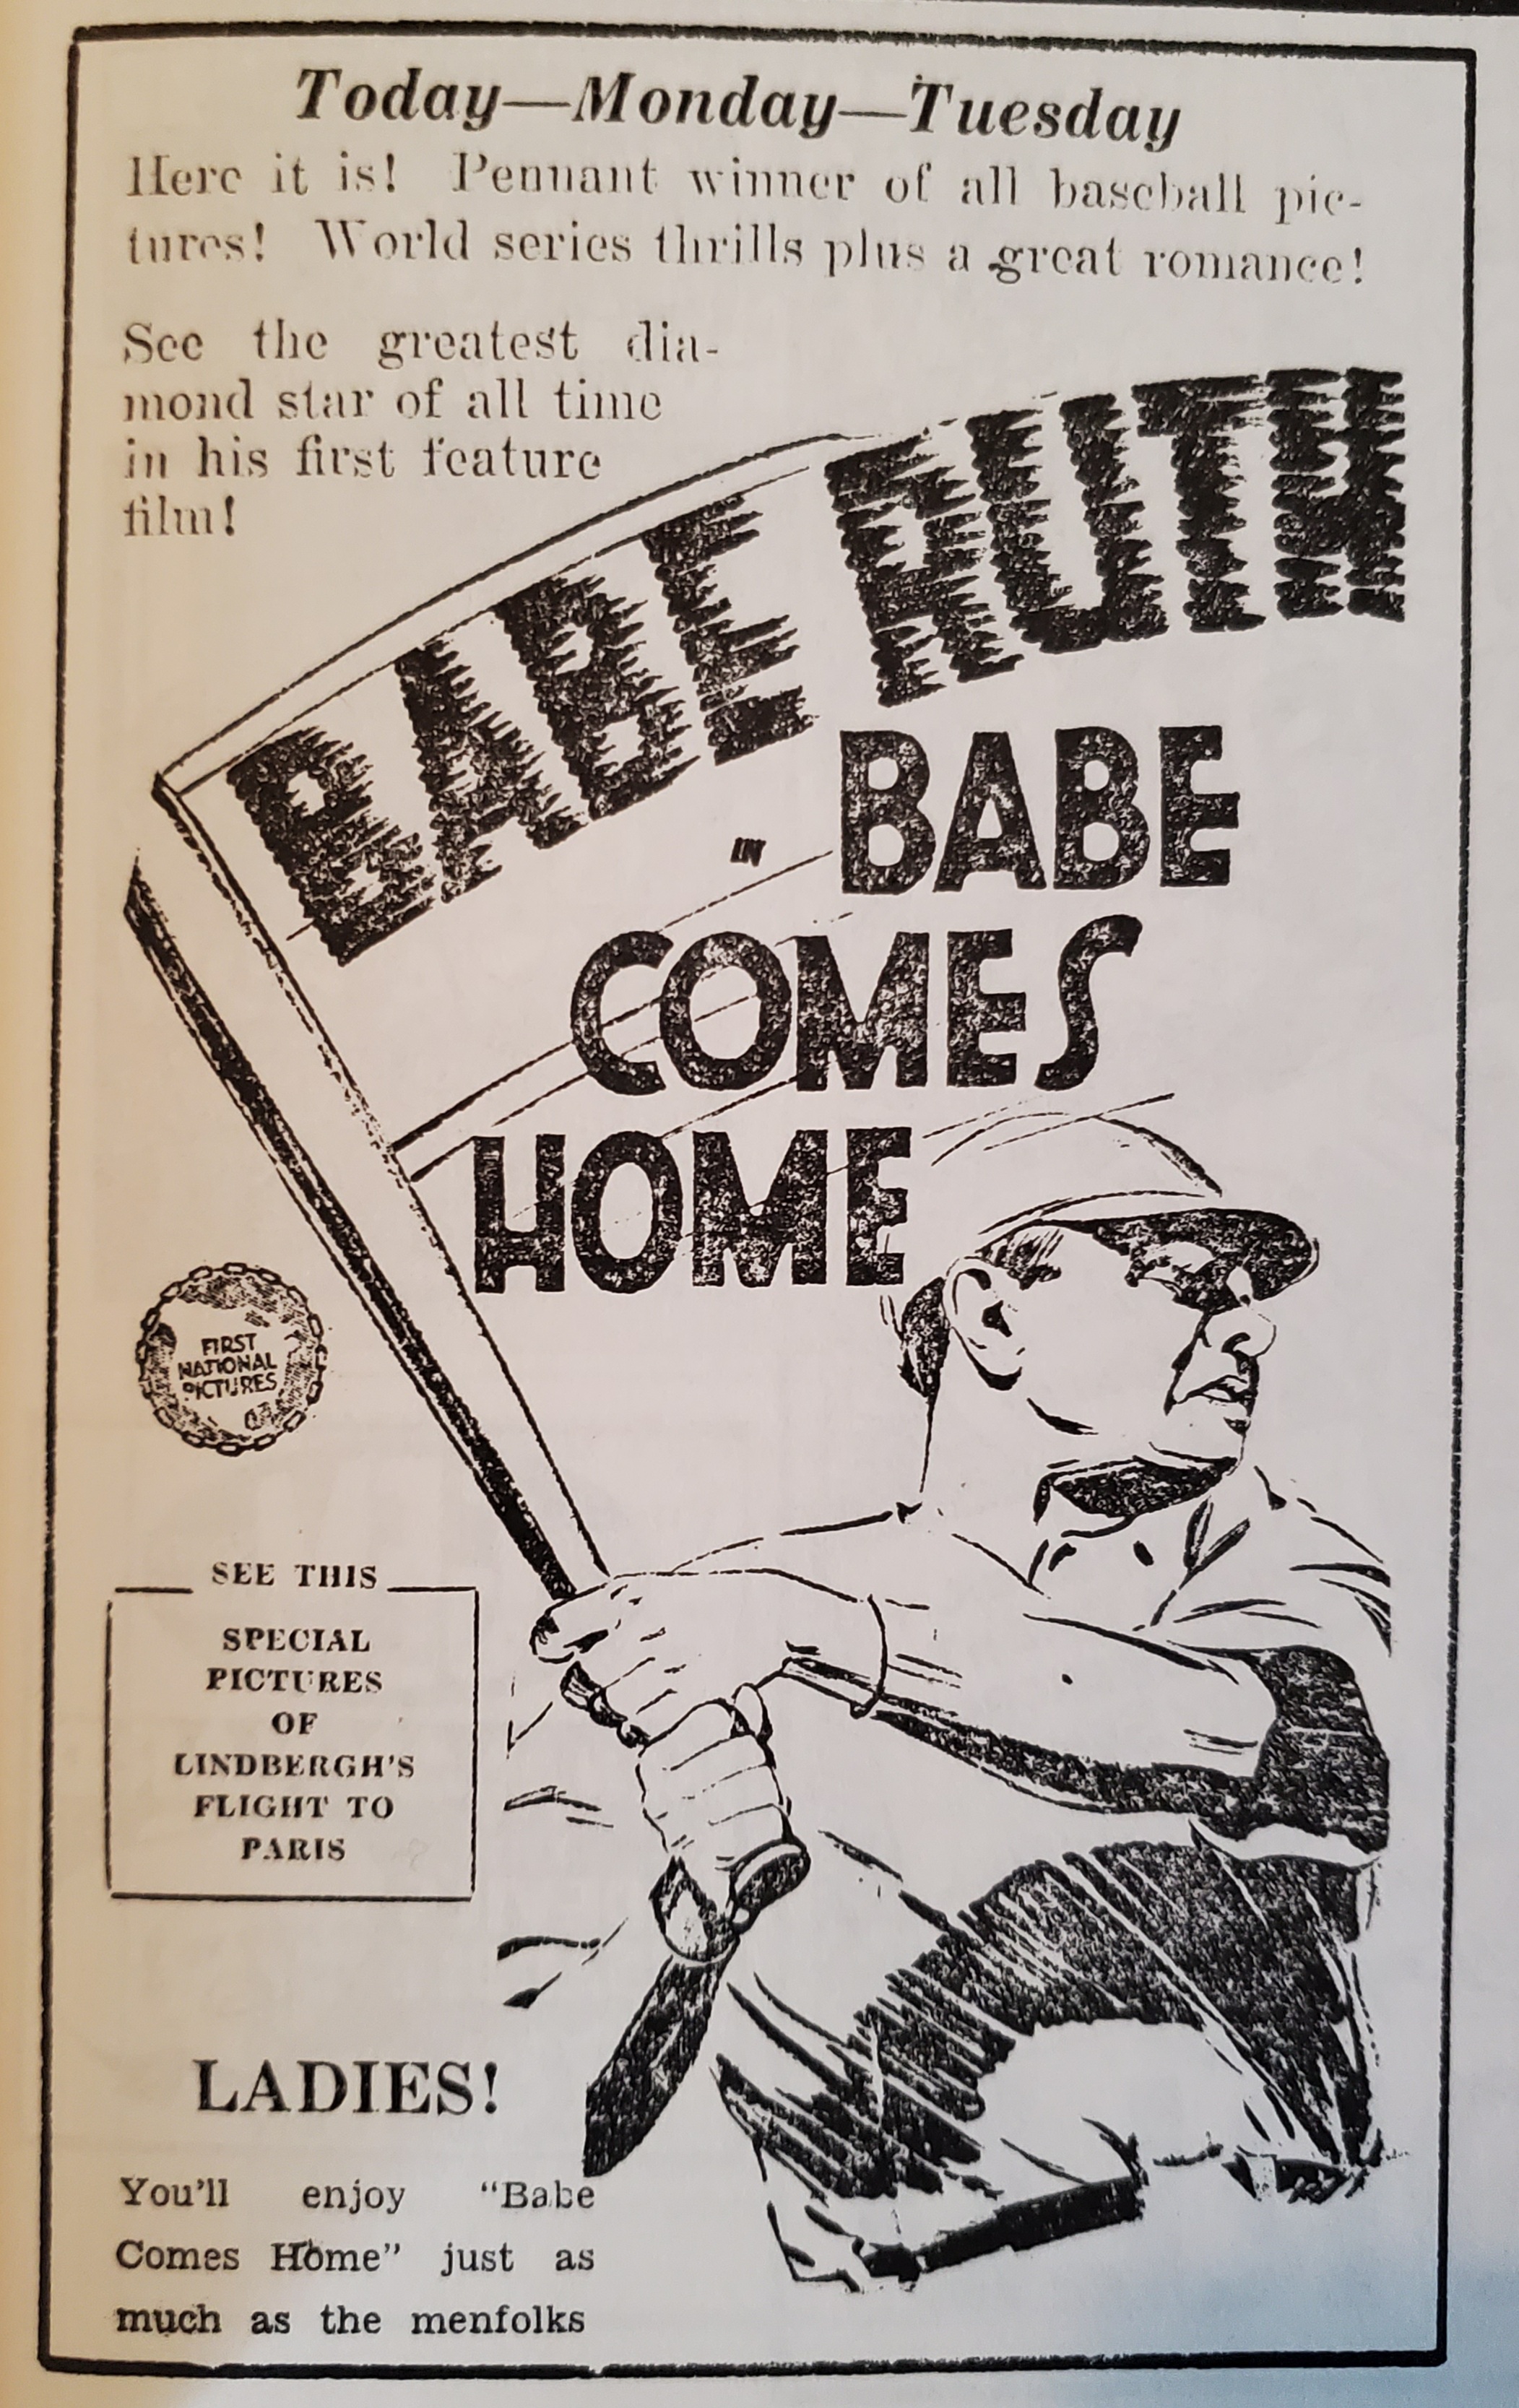 Today—Monday—Tuesday
Here it is! Pennant winner of all baseball pic-
tures! World series thrills plus a great romance!
See the greatest dia-
mond star of all time
in his first feature
film!
BABE RUTH
IN BABE
COMES
HOME
FIRST
NATIONAL
PICTURES
SEE THIS
SPECIAL
PICTURES
OF
LINDBERGH'S
FLIGHT TO
PARIS
LADIES!
You'll enjoy "Babe
Comes Home" just as
much as the menfolks